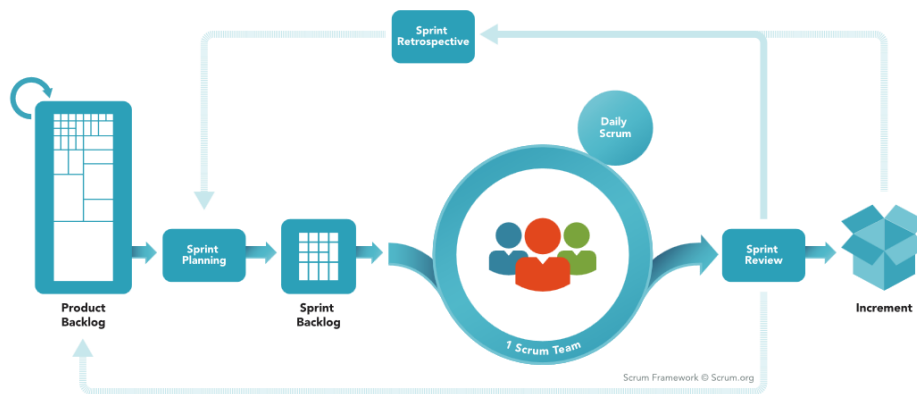 Sprint
Retrospective
Daily
Scrum
Sprint
Planning
Sprint
Review
Product
Backlog
Sprint
Backlog
1 Scrum Team
Increment
Scrum Framework © Scrum.org